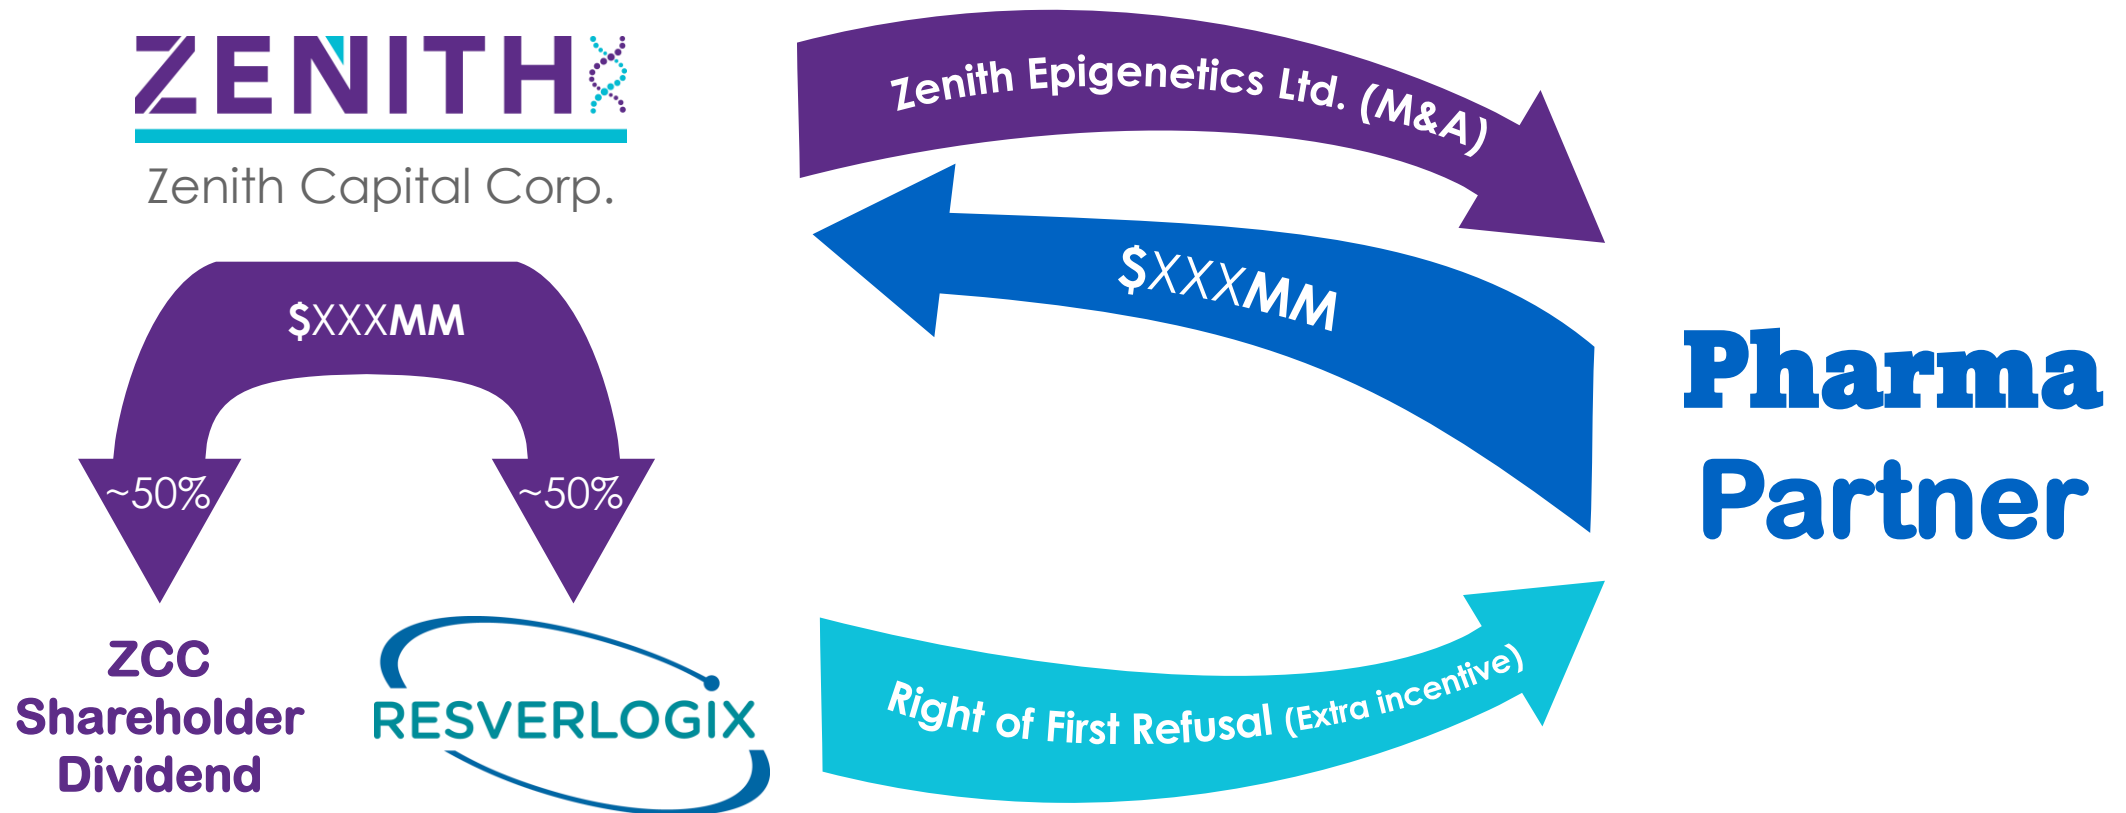 ZENITH
Zenith Capital Corp.
Zenith Epigenetics Ltd. (M&A)
$XXXMM
$XXXMM
~50%
~50%
Pharma
Partner
ZCC
Shareholder
Dividend
RESVERLOGIX
Right of First Refusal (Extra incentive)